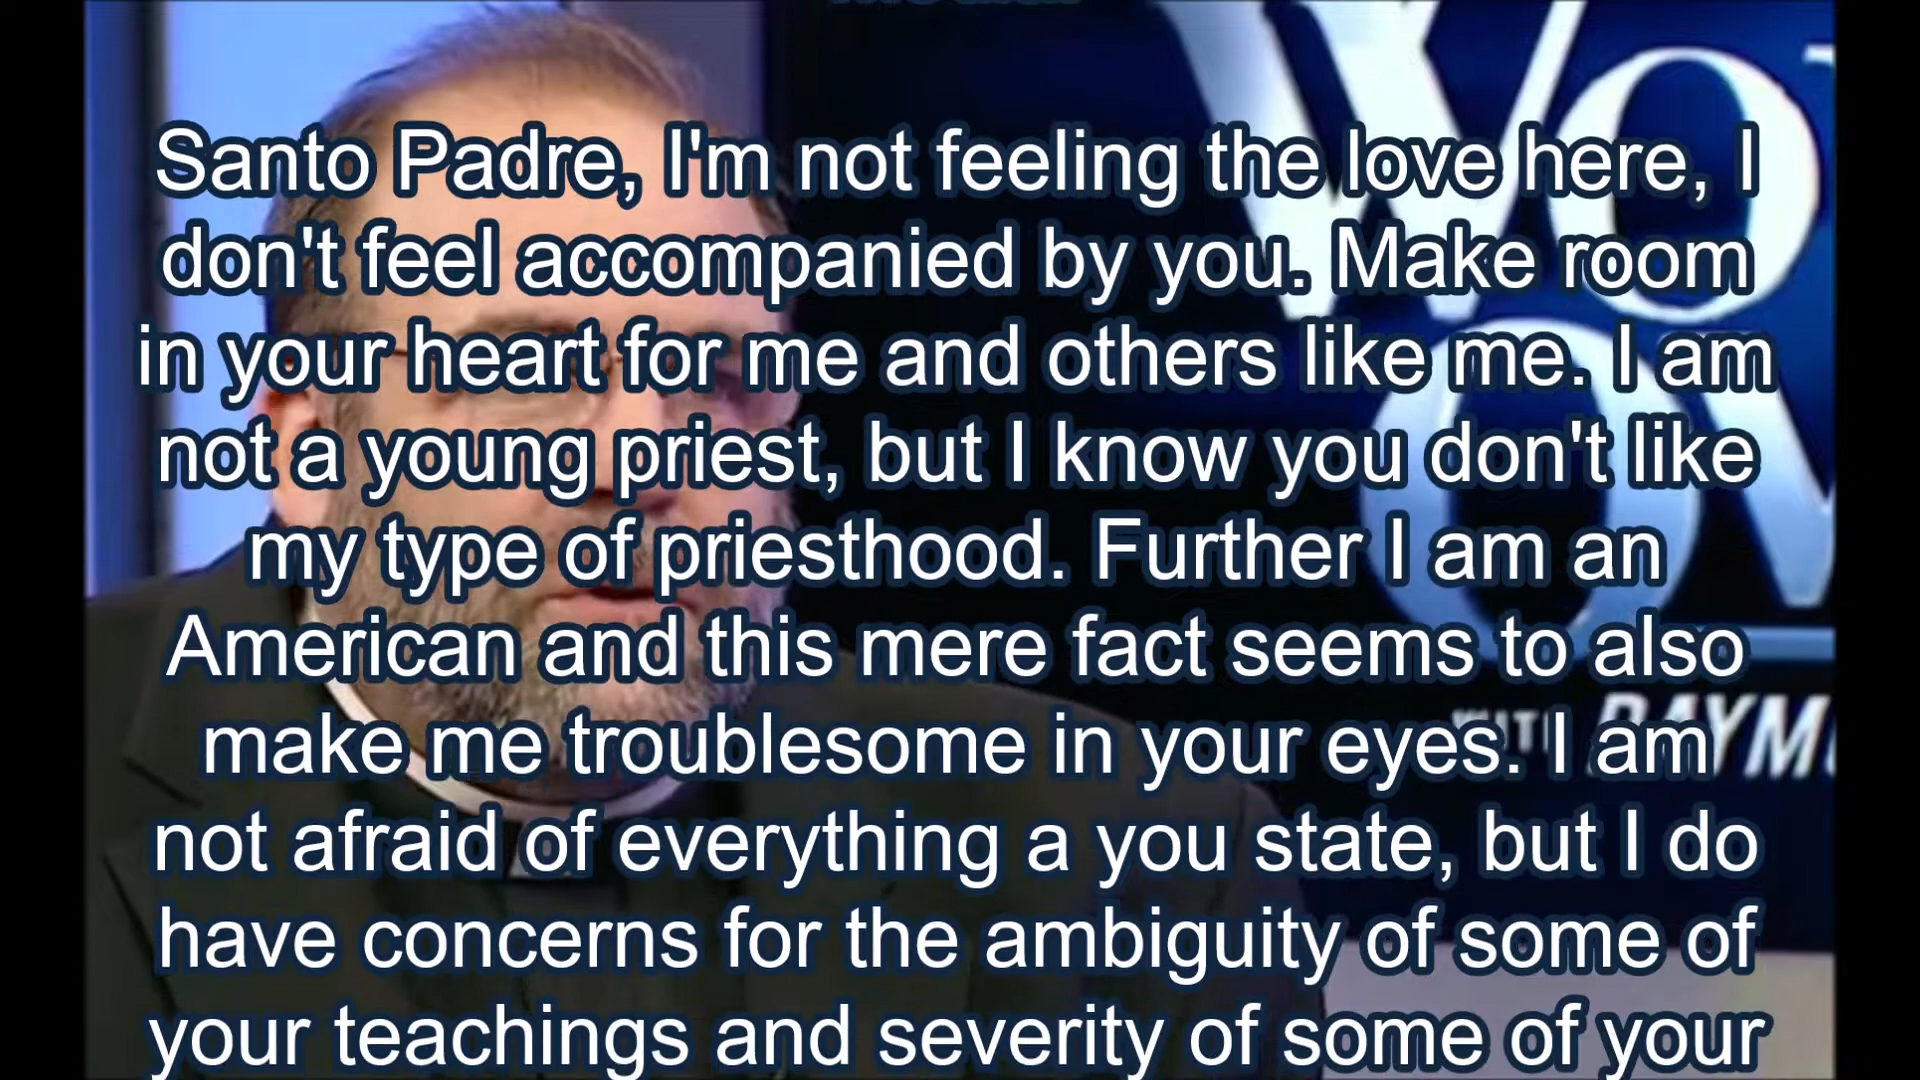 Santo Padre, I'm not feeling the love here, I
don't feel accompanied by you. Make room
in your heart for me and others like me. I am
not a young priest, but I know you don't like
my type of priesthood. Further I am an
American and this mere fact seems to also
make me troublesome in your eyes. I am
not afraid of everything a you state, but I do
have concerns for the ambiguity of some of
your teachings and severity of some of your